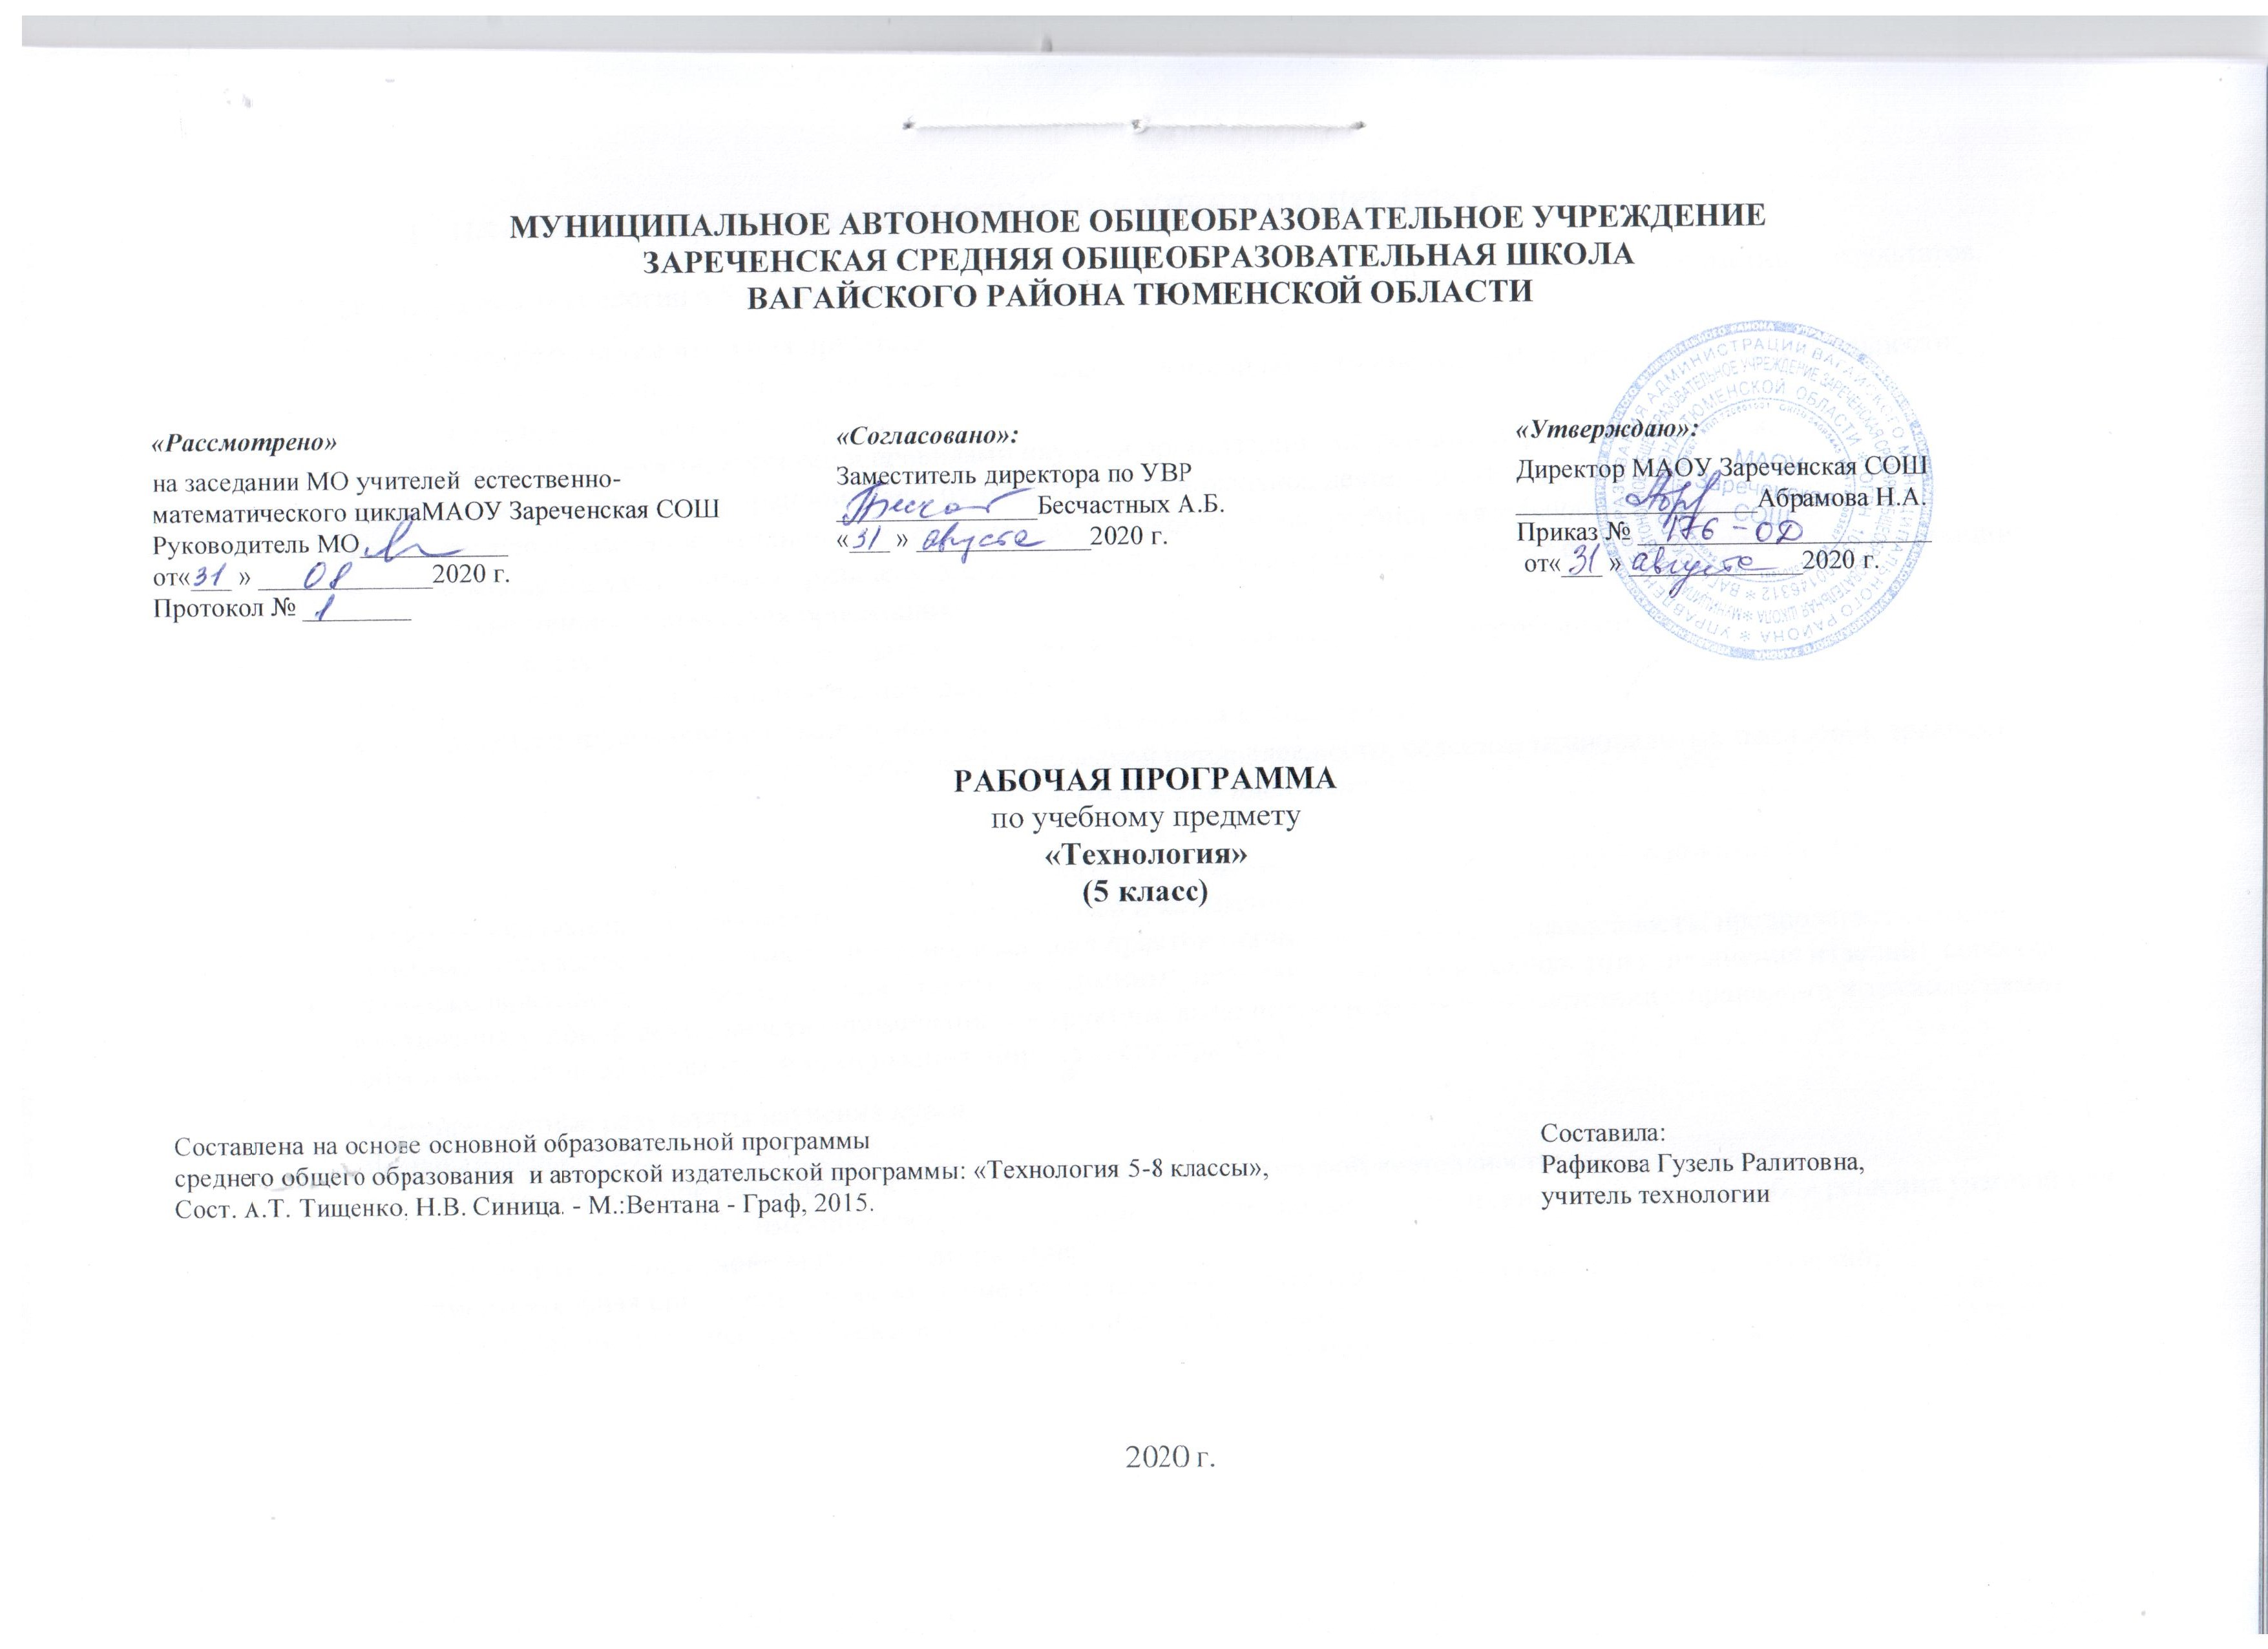 МУНИЦИПАЛЬНОЕ АВТОНОМНОЕ ОБЩЕОБРАЗОВАТЕЛЬНОЕ УЧРЕЖДЕНИЕ
ЗАРЕЧЕНСКАЯ СРЕДНЯЯ ОБЩЕОБРАЗОВАТЕЛЬНАЯ ШКОЛА
ВАГАЙСКОГО РАЙОНА ТЮМЕНСКОЙ ОБЛАСТИ
«Рассмотрено»
на заседании МО учителей естественно-
математического циклаМАОУ Зареченская СОШ
Руководитель МО
от«31 » 08 2020 г.
Протокол № 1
«Согласовано»:
Заместитель директора по УВР
Бесчастных А.Б.
«31 » августа 2020 г.
«Утверждаю»:
Директор МАОУ Зареченская СОШ
Абрамова Н.А.
Приказ № 176 - ОД
от«31 » августа 2020 г.
МАОУ
Зареченская
СОШ
РАБОЧАЯ ПРОГРАММА
по учебному предмету
«Технология»
(5 класс)
Составлена на основе основной образовательной программы
среднего общего образования и авторской издательской программы: «Технология 5-8 классы»,
Сост. А.Т. Тищенко. Н.В. Синица. - М.:Вентана - Граф, 2015.
Составила:
Рафикова Гузель Ралитовна,
учитель технологии
2020 г.